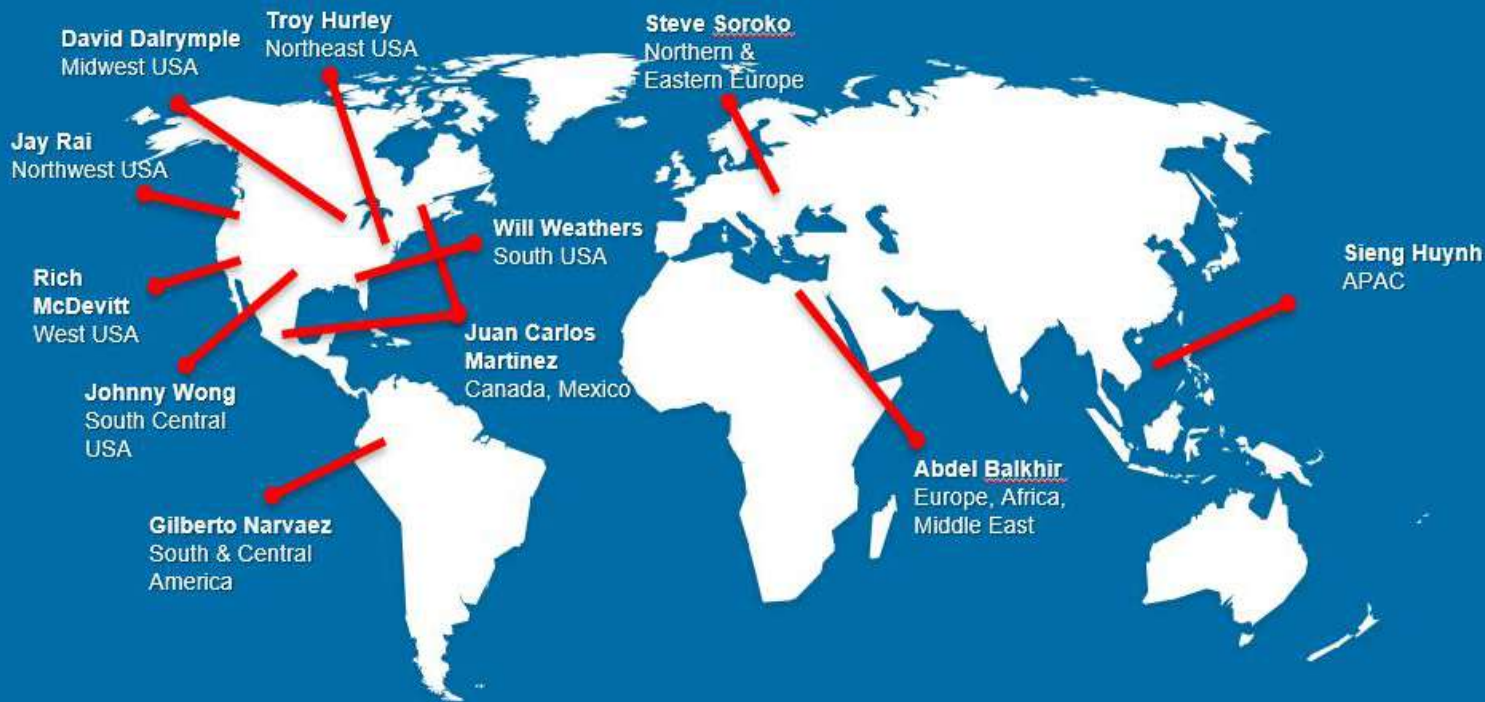 David Dalrymple
Midwest USA
Troy Hurley
Northeast USA
Steve Soroko
Northern &
Eastern Europe
Jay Rai
Northwest USA
Will Weathers
South USA
Sieng Huynh
APAC
Rich
McDevitt
West USA
Juan Carlos
Martinez
Canada, Mexico
Johnny Wong
South Central
USA
Abdel Balkhir
Europe, Africa,
Middle East
Gilberto Narvaez
South & Central
America